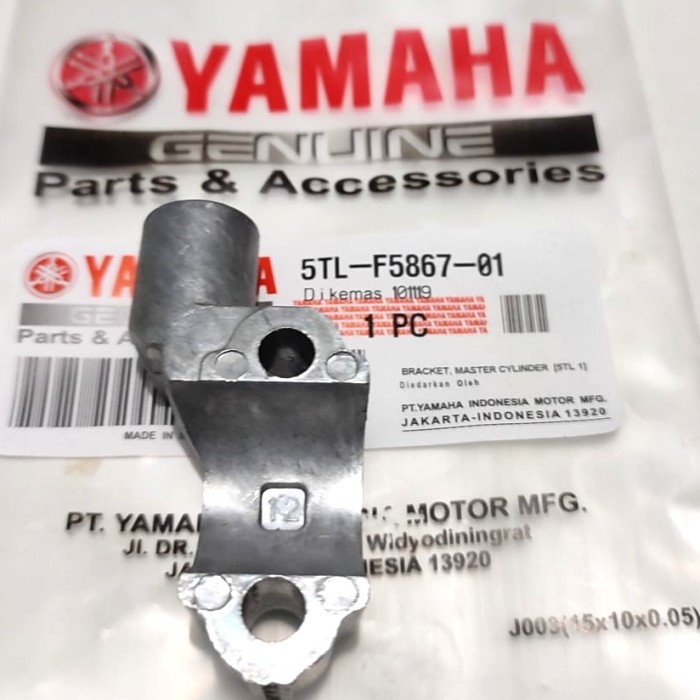 YAMAHA
GENUINE
Parts & Accessories
YA A
5TL-F5867-01
GEN
Dikemas 101119
Parts & A
1 PC
BRACKET, MASTER CYLINDER [5TL 1]
Diedarkan Oleh
PT.YAMAHA INDONESIA MOTOR MFG.
JAKARTA-INDONESIA 13920
MADE IN
12
PT. YAMA MOTOR MFG.
Jl. DR. Widyodiningrat
JA NESIA 13920
J003(15x10x0.05)